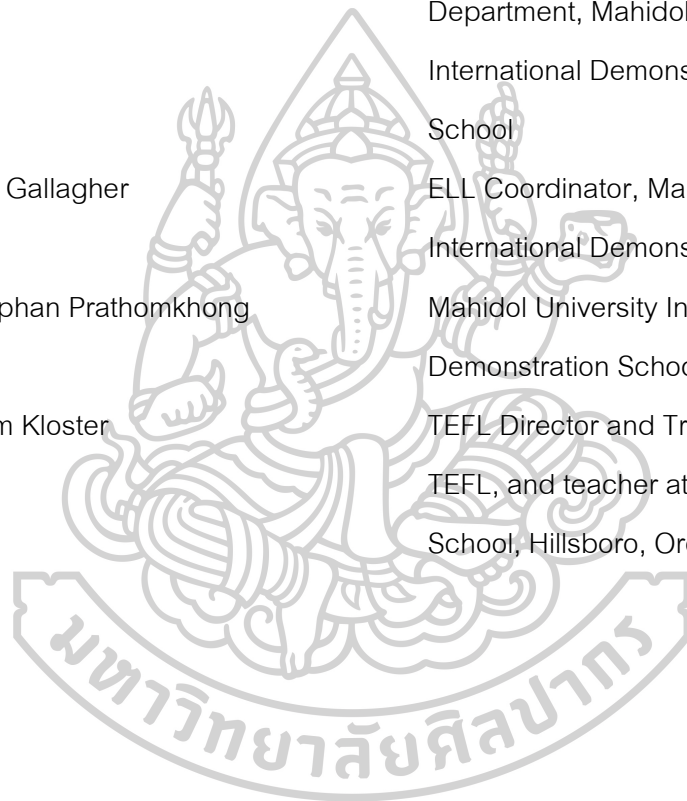 Department, Mahidol
International Demons
School
Gallagher ELL Coordinator, Ma
International Demons
phan Prathomkhong Mahidol University In
Demonstration Schoo
m Kloster TEFL Director and Tr
TEFL, and teacher at
School, Hillsboro, Ore
มหาวิทยาลัยศิลปากร